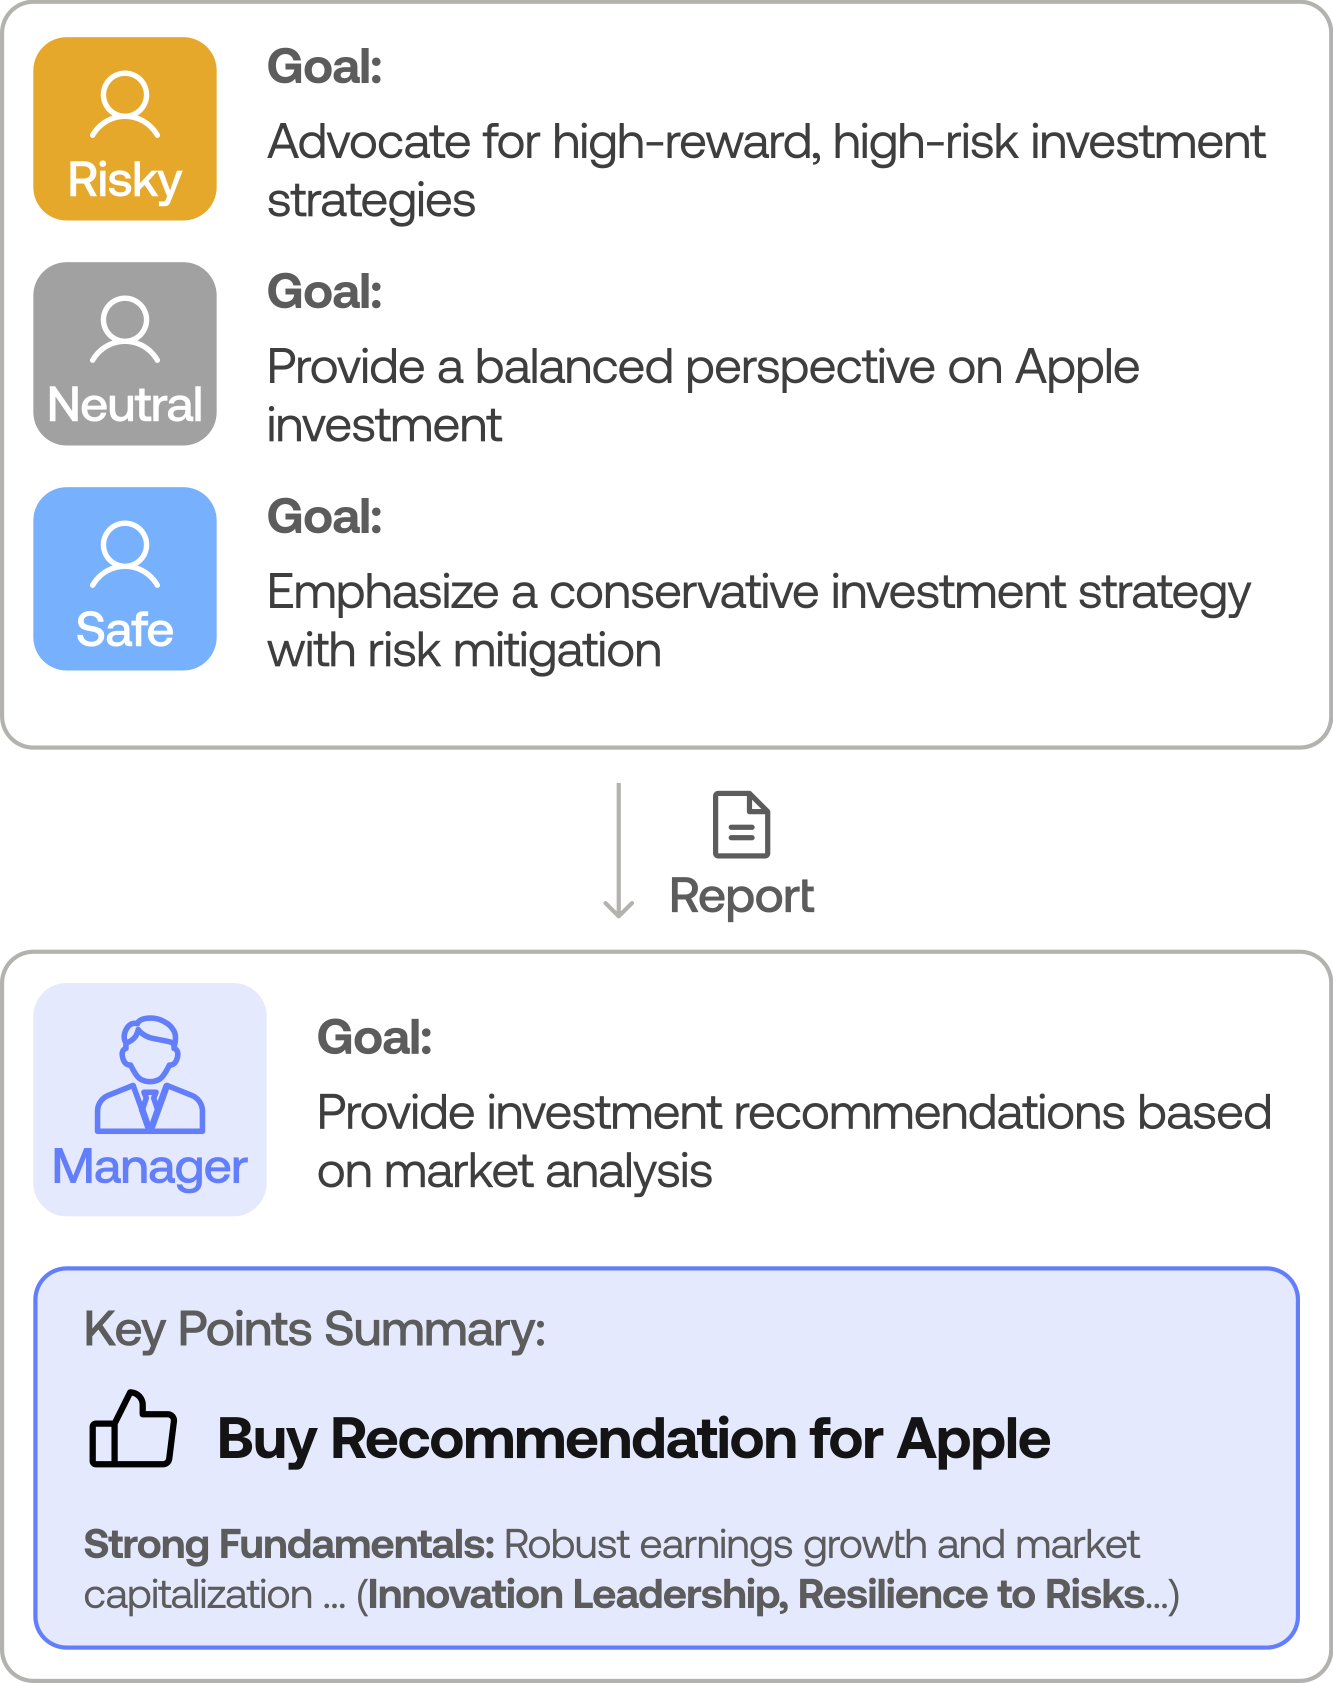 Risky
Goal:
Advocate for high-reward, high-risk investment
strategies
Neutral
Goal:
Provide a balanced perspective on Apple
investment
Safe
Goal:
Emphasize a conservative investment strategy
with risk mitigation
Report
Manager
Goal:
Provide investment recommendations based
on market analysis
Key Points Summary:
Buy Recommendation for Apple
Strong Fundamentals: Robust earnings growth and market
capitalization ... (Innovation Leadership, Resilience to Risks...)